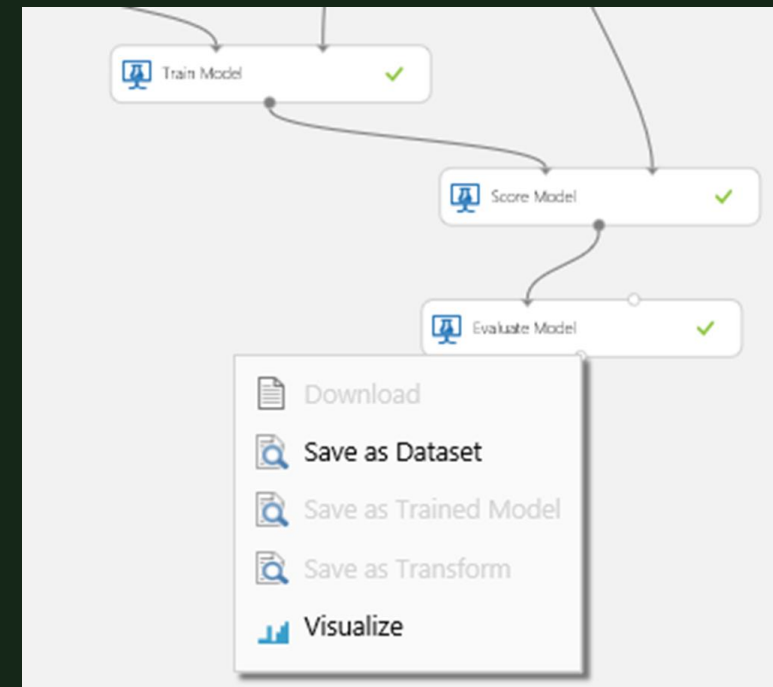 Train Model
Score Model
Evaluate Model
Download
Save as Dataset
Save as Trained Model
Save as Transform
Visualize